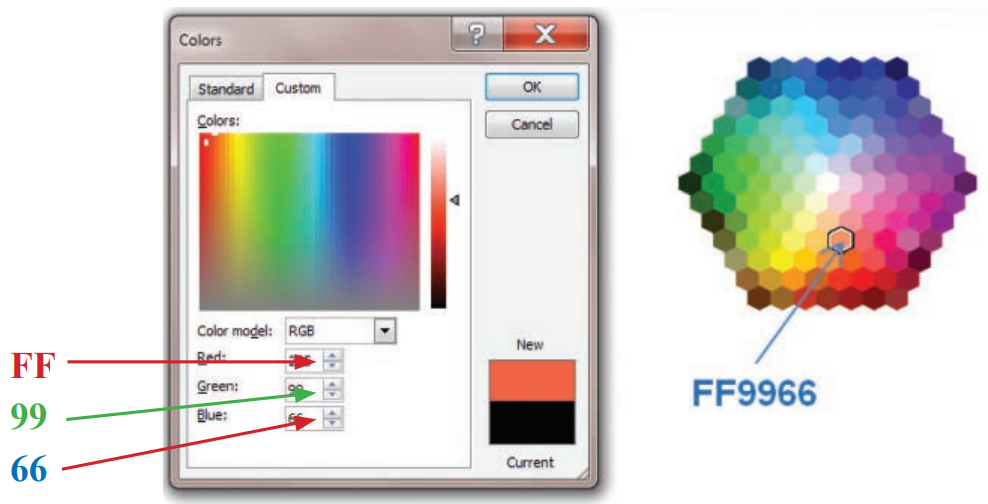 Colors
Standard Custom
OK
Colors:
Cancel
Color model: RGB
FF
Red:
99
Green:
66
Blue:
New
Current
FF9966